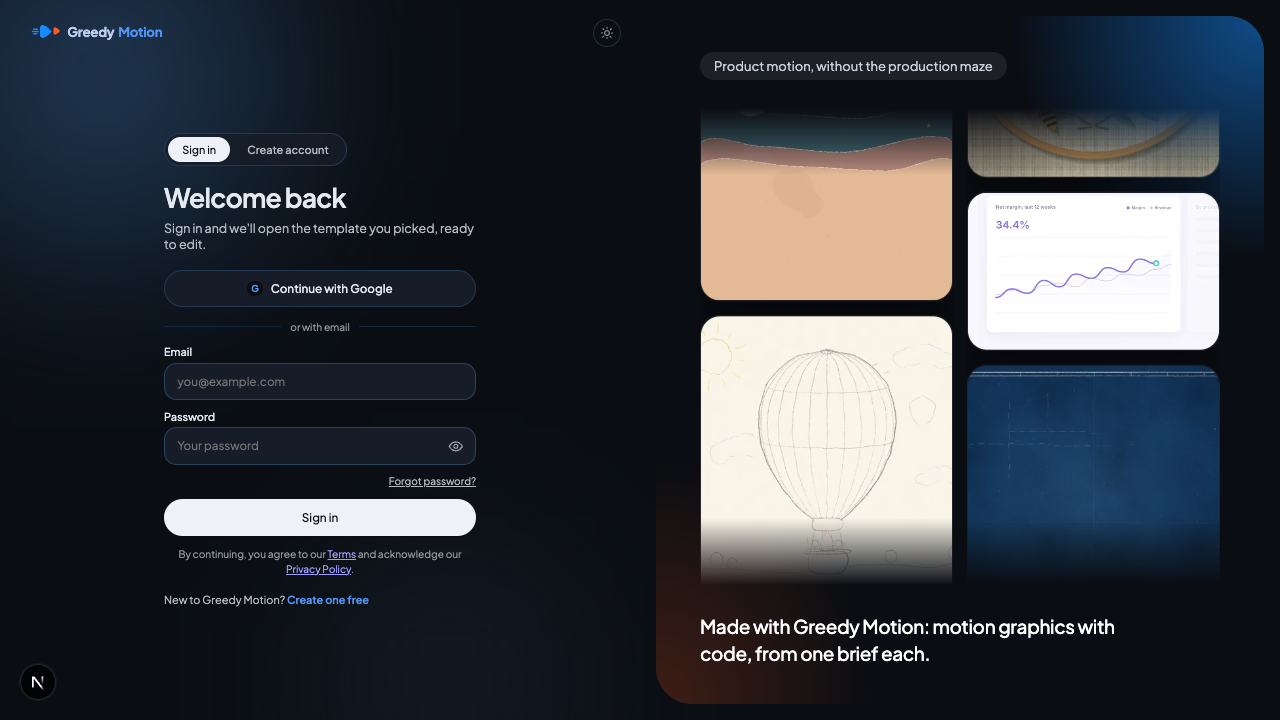 Greedy Motion
Sign in
Create account
Welcome back
Sign in and we'll open the template you picked, ready
to edit.
G Continue with Google
or with email
Email
you@example.com
Password
Your password
Forgot password?
Sign in
By continuing, you agree to our Terms and acknowledge our
Privacy Policy.
New to Greedy Motion? Create one free
N
Product motion, without the production maze
Net margin, last 12 weeks
Margin
Revenue
34.4%
Made with Greedy Motion: motion graphics with
code, from one brief each.